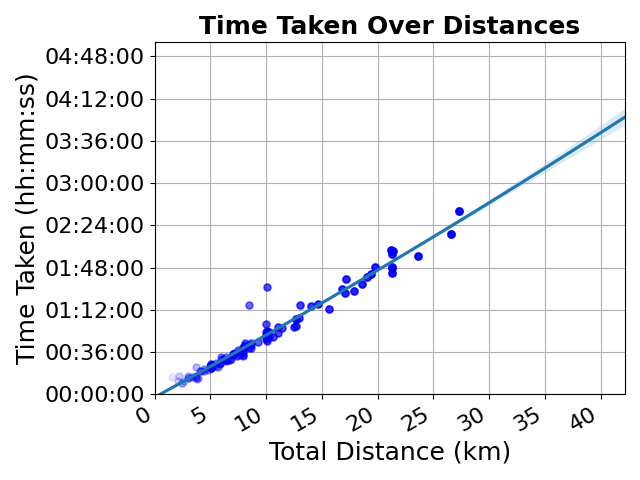 Time Taken Over Distances
04:48:00
04:12:00
03:36:00
03:00:00
02:24:00
01:48:00
01:12:00
00:36:00
00:00:00
Time Taken (hh:mm:ss)
0 5 10 15 20 25 30 35 40
Total Distance (km)